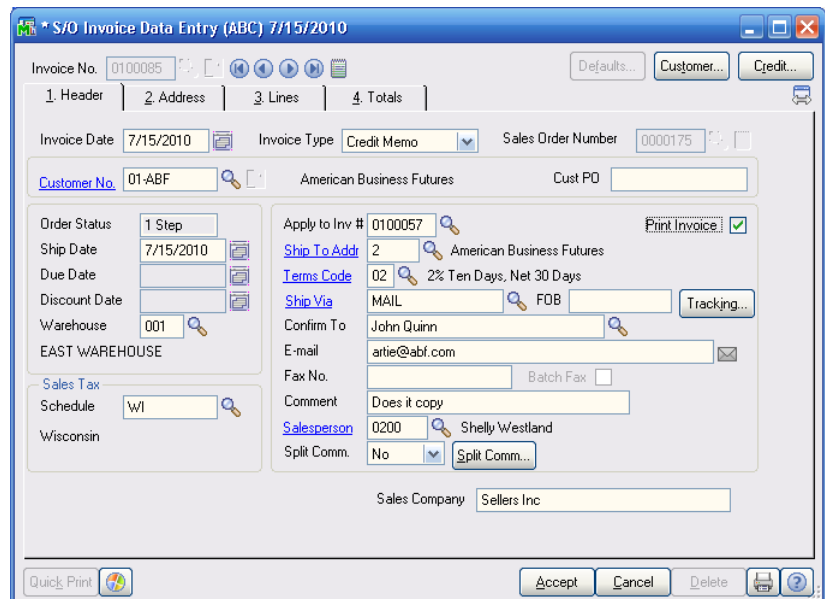 * S/O Invoice Data Entry (ABC) 7/15/2010
Invoice No. 0100085 Defaults... Customer... Credit...
1. Header 2. Address 3. Lines 4. Totals
Invoice Date 7/15/2010 Invoice Type Credit Memo Sales Order Number 0000175
Customer No. 01-ABF American Business Futures Cust PO
Order Status 1 Step Apply to Inv # 0100057 Print Invoice
Ship Date 7/15/2010 Ship To Addr 2 American Business Futures
Due Date Terms Code 02 2% Ten Days, Net 30 Days
Discount Date Ship Via MAIL FOB Tracking...
Warehouse 001 Confirm To John Quinn
EAST WAREHOUSE E-mail artie@abf.com
Fax No. Batch Fax
Sales Tax
Schedule WI Comment Does it copy
Wisconsin Salesperson 0200 Shelly Westland
Split Comm. No Split Comm...
Sales Company Sellers Inc
Quick Print Accept Cancel Delete